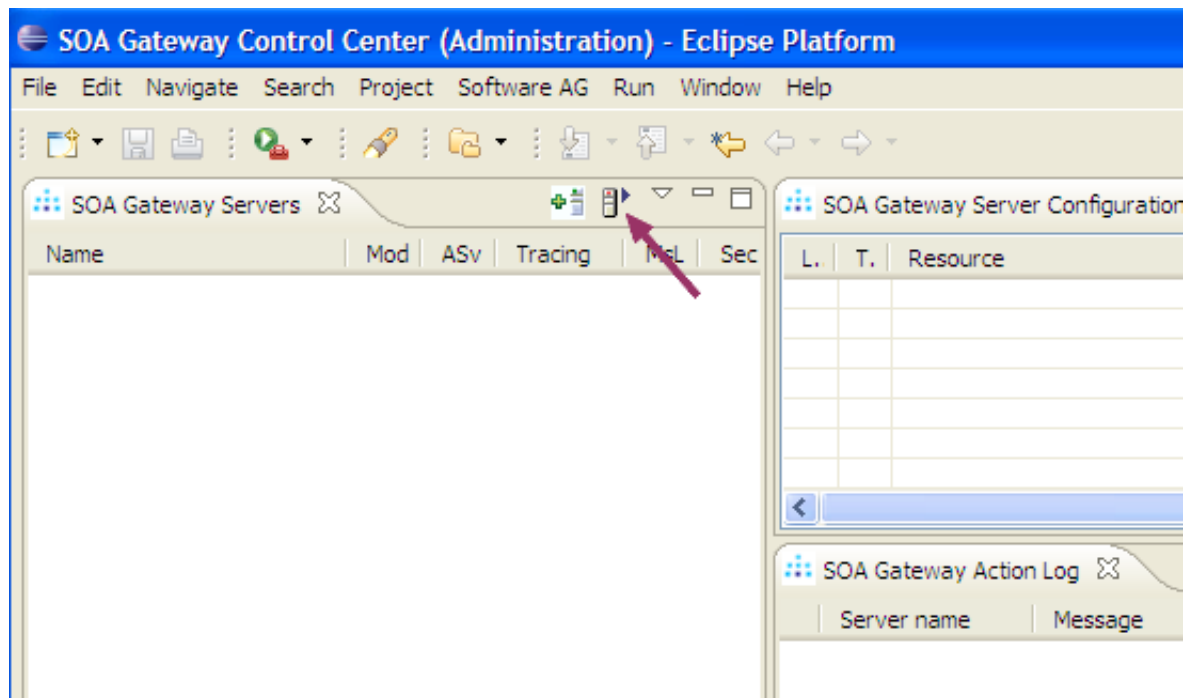 SOA Gateway Control Center (Administration) - Eclipse Platform
File Edit Navigate Search Project Software AG Run Window Help
SOA Gateway Servers
Name Mod ASv Tracing MsL Sec
SOA Gateway Server Configuration
L. T. Resource
SOA Gateway Action Log
Server name Message